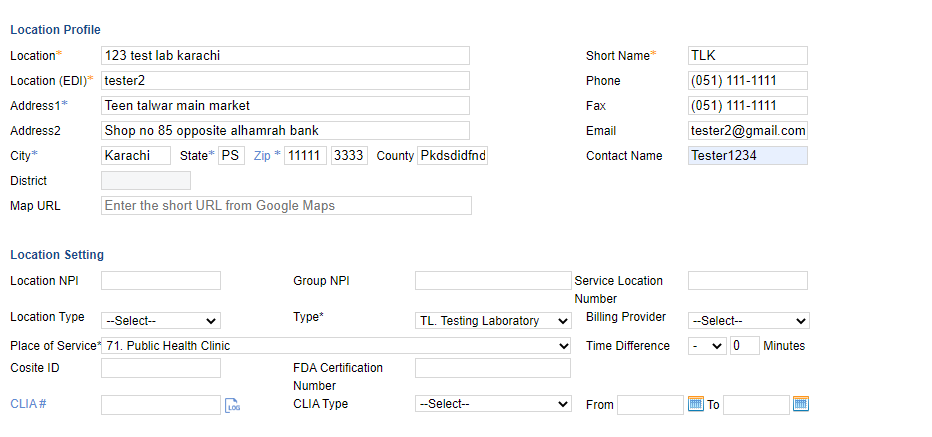 Location Profile
Location* 123 test lab karachi Short Name* TLK
Location (EDI)* tester2 Phone (051) 111-1111
Address1* Teen talwar main market Fax (051) 111-1111
Address2 Shop no 85 opposite alhamrah bank Email tester2@gmail.com
City* Karachi State* PS Zip * 11111 3333 County Pkdsdidfnd Contact Name Tester1234
District
Map URL Enter the short URL from Google Maps
Location Setting
Location NPI Group NPI Service Location Number
Location Type --Select-- Type* TL. Testing Laboratory Billing Provider --Select--
Place of Service* 71. Public Health Clinic Time Difference - 0 Minutes
Cosite ID FDA Certification Number
CLIA # LOG CLIA Type --Select-- From To